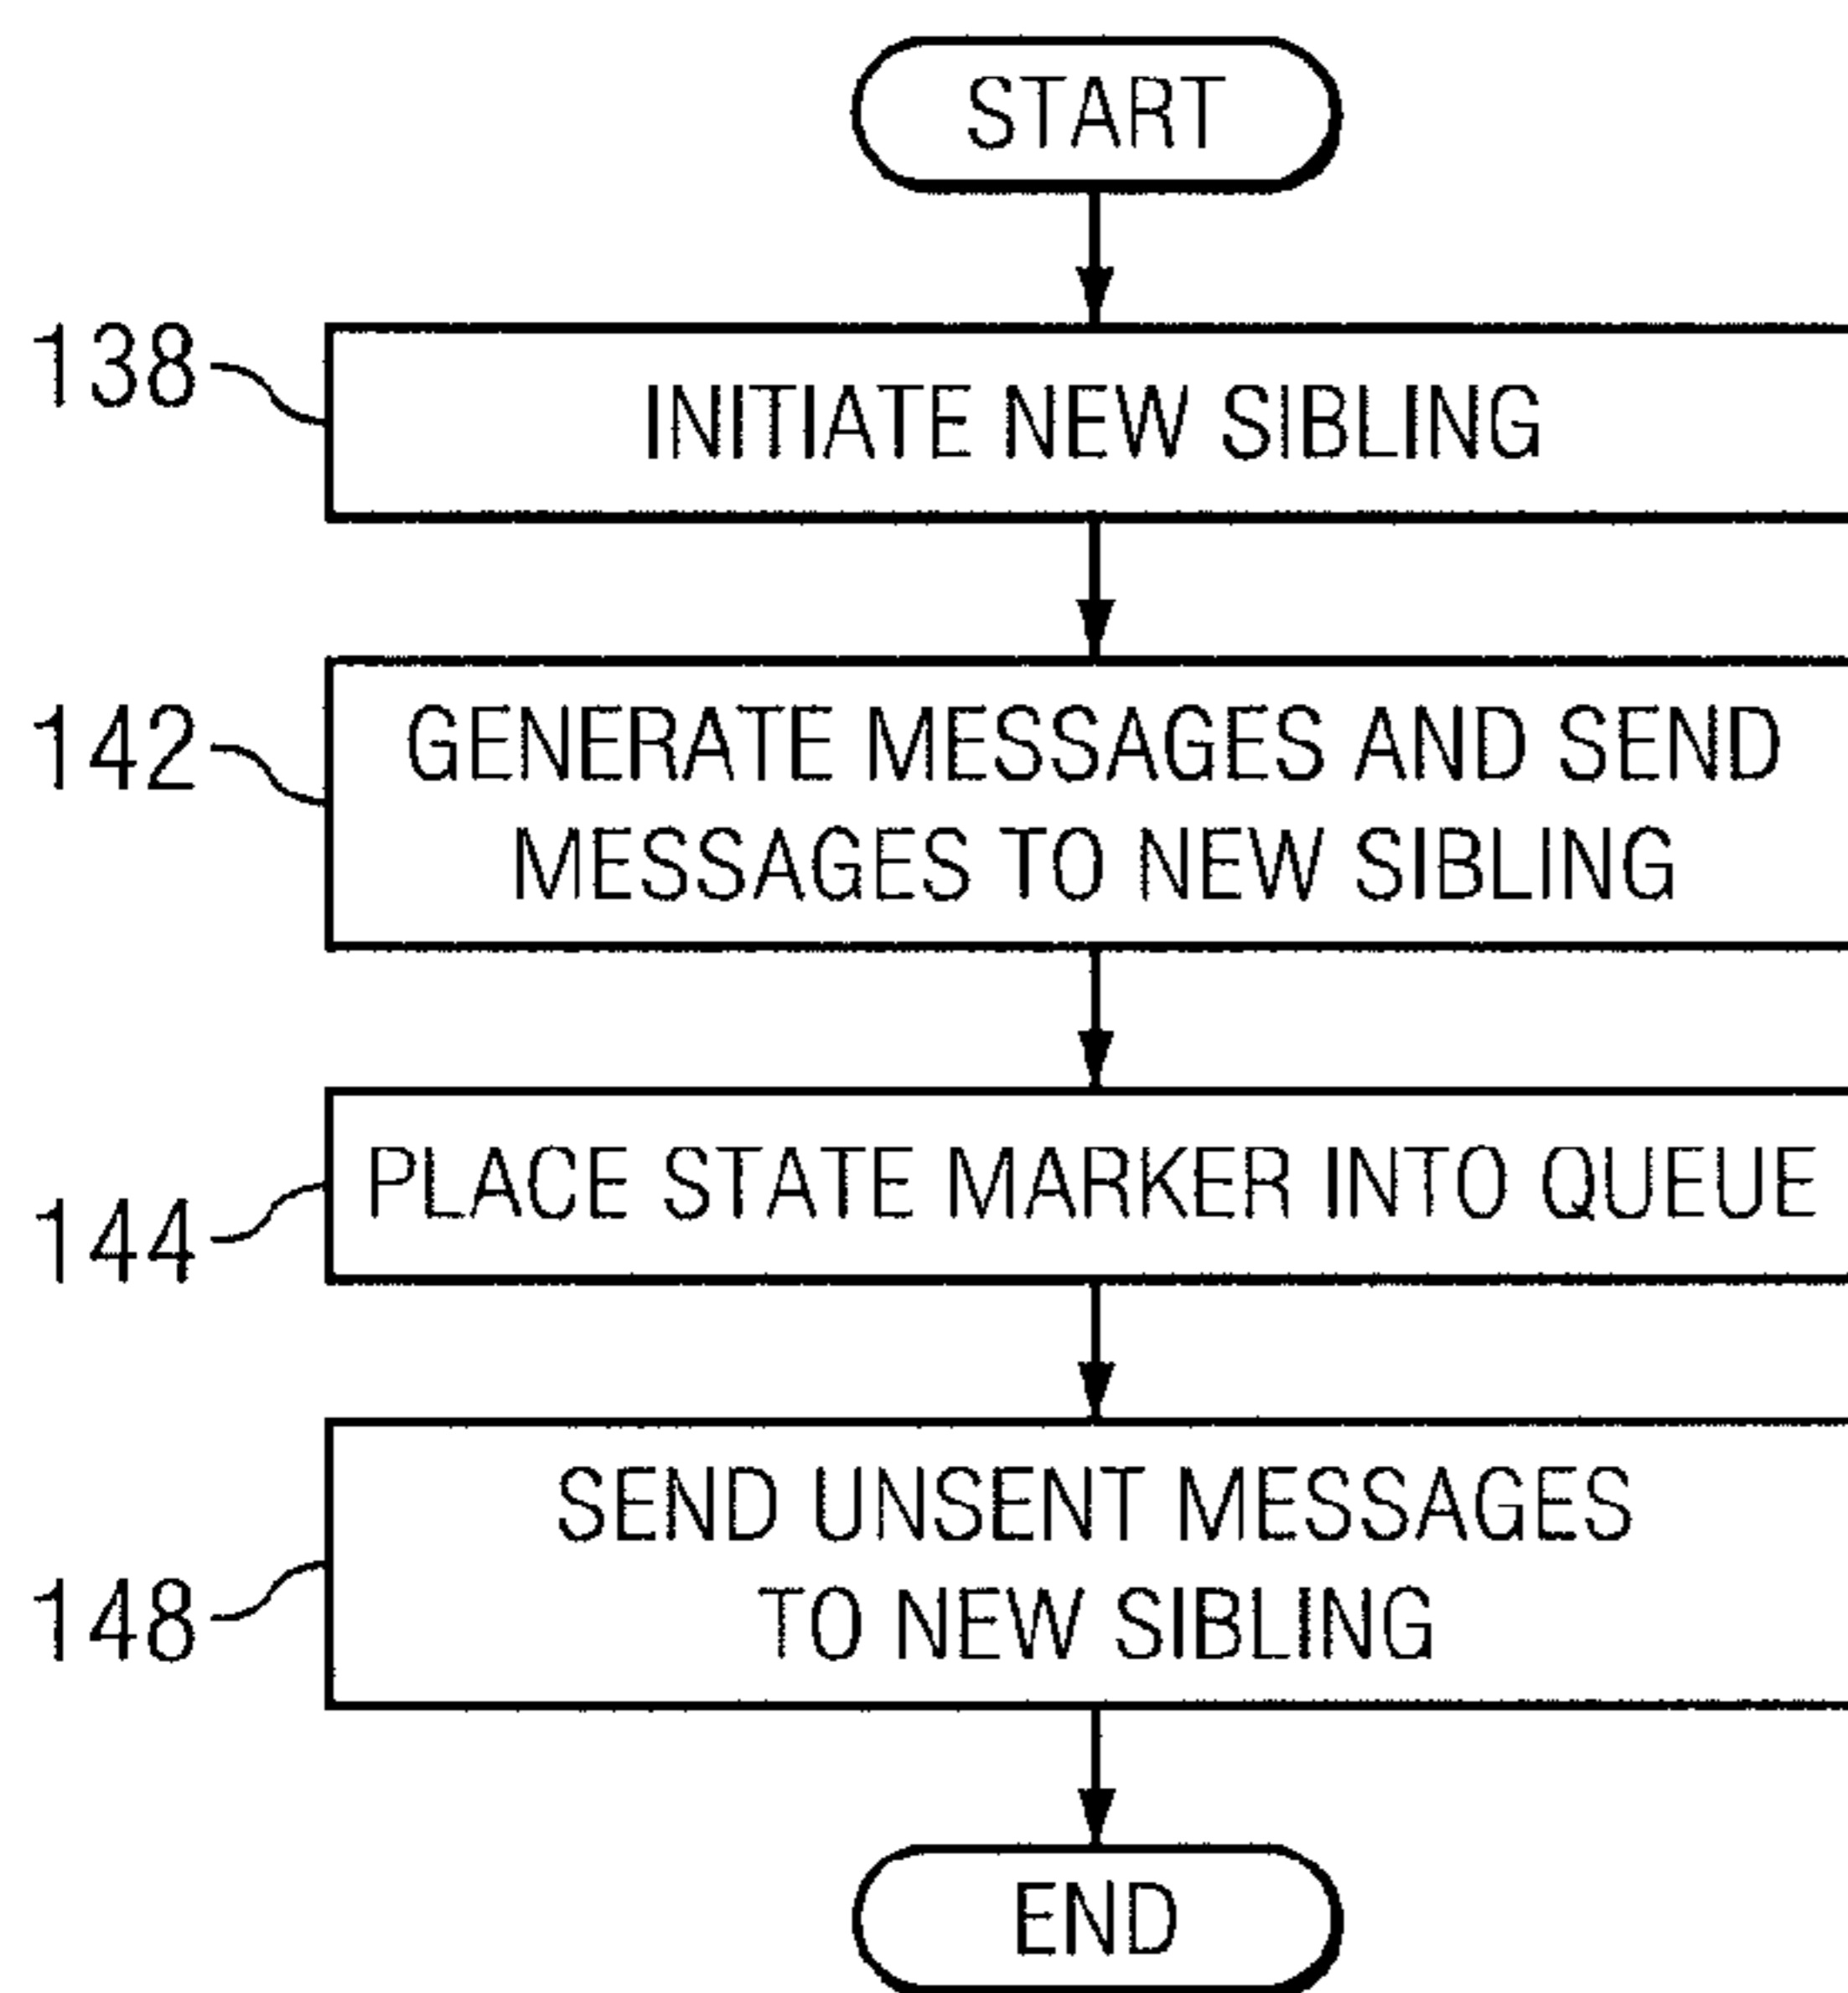 START
138
INITIATE NEW SIBLING
142
GENERATE MESSAGES AND SEND
MESSAGES TO NEW SIBLING
144
PLACE STATE MARKER INTO QUEUE
148
SEND UNSENT MESSAGES
TO NEW SIBLING
END